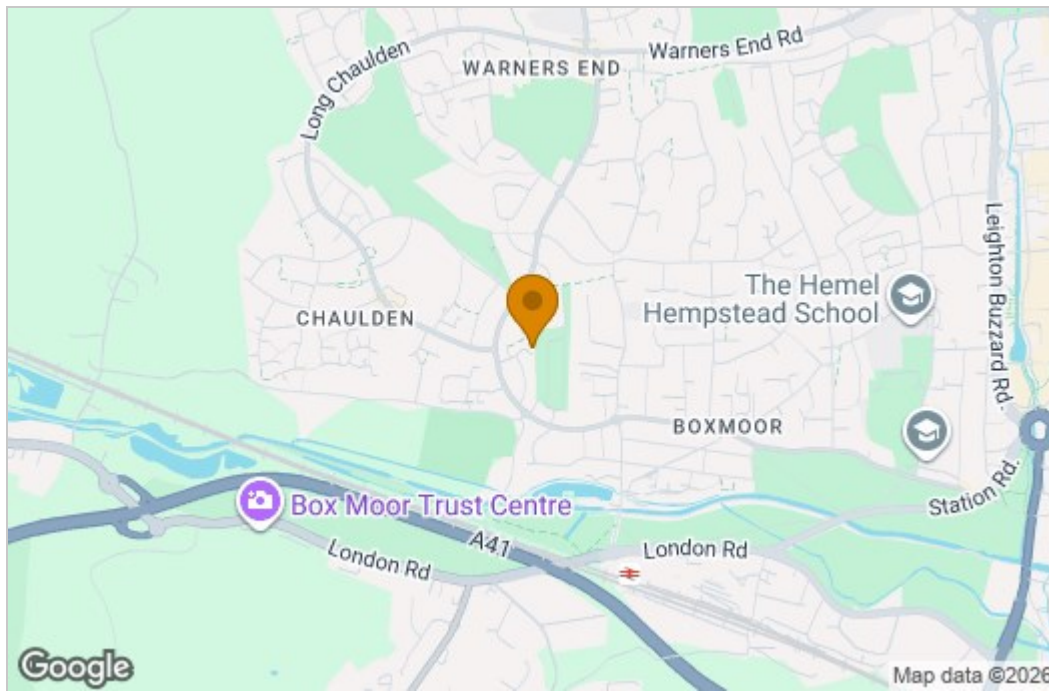 Warners End Rd
WARNERS END
Long Chaulden
Leighton Buzzard Rd.
The Hemel
Hempstead School
CHAULDEN
BOXMOOR
Station Rd.
Box Moor Trust Centre
A41
London Rd
London Rd
Google
Map data ©2026